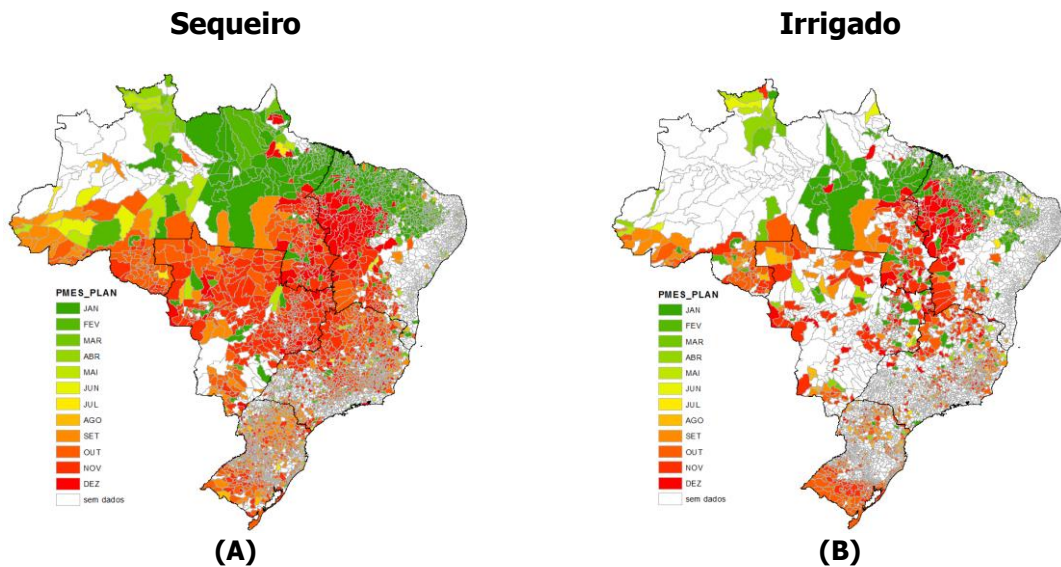 Sequeiro
Irrigado
PMES_PLAN
JAN
FEV
MAR
ABR
MAI
JUN
JUL
AGO
SET
OUT
NOV
DEZ
sem dados
PMES_PLAN
JAN
FEV
MAR
ABR
MAI
JUN
JUL
AGO
SET
OUT
NOV
DEZ
sem dados
(A)
(B)